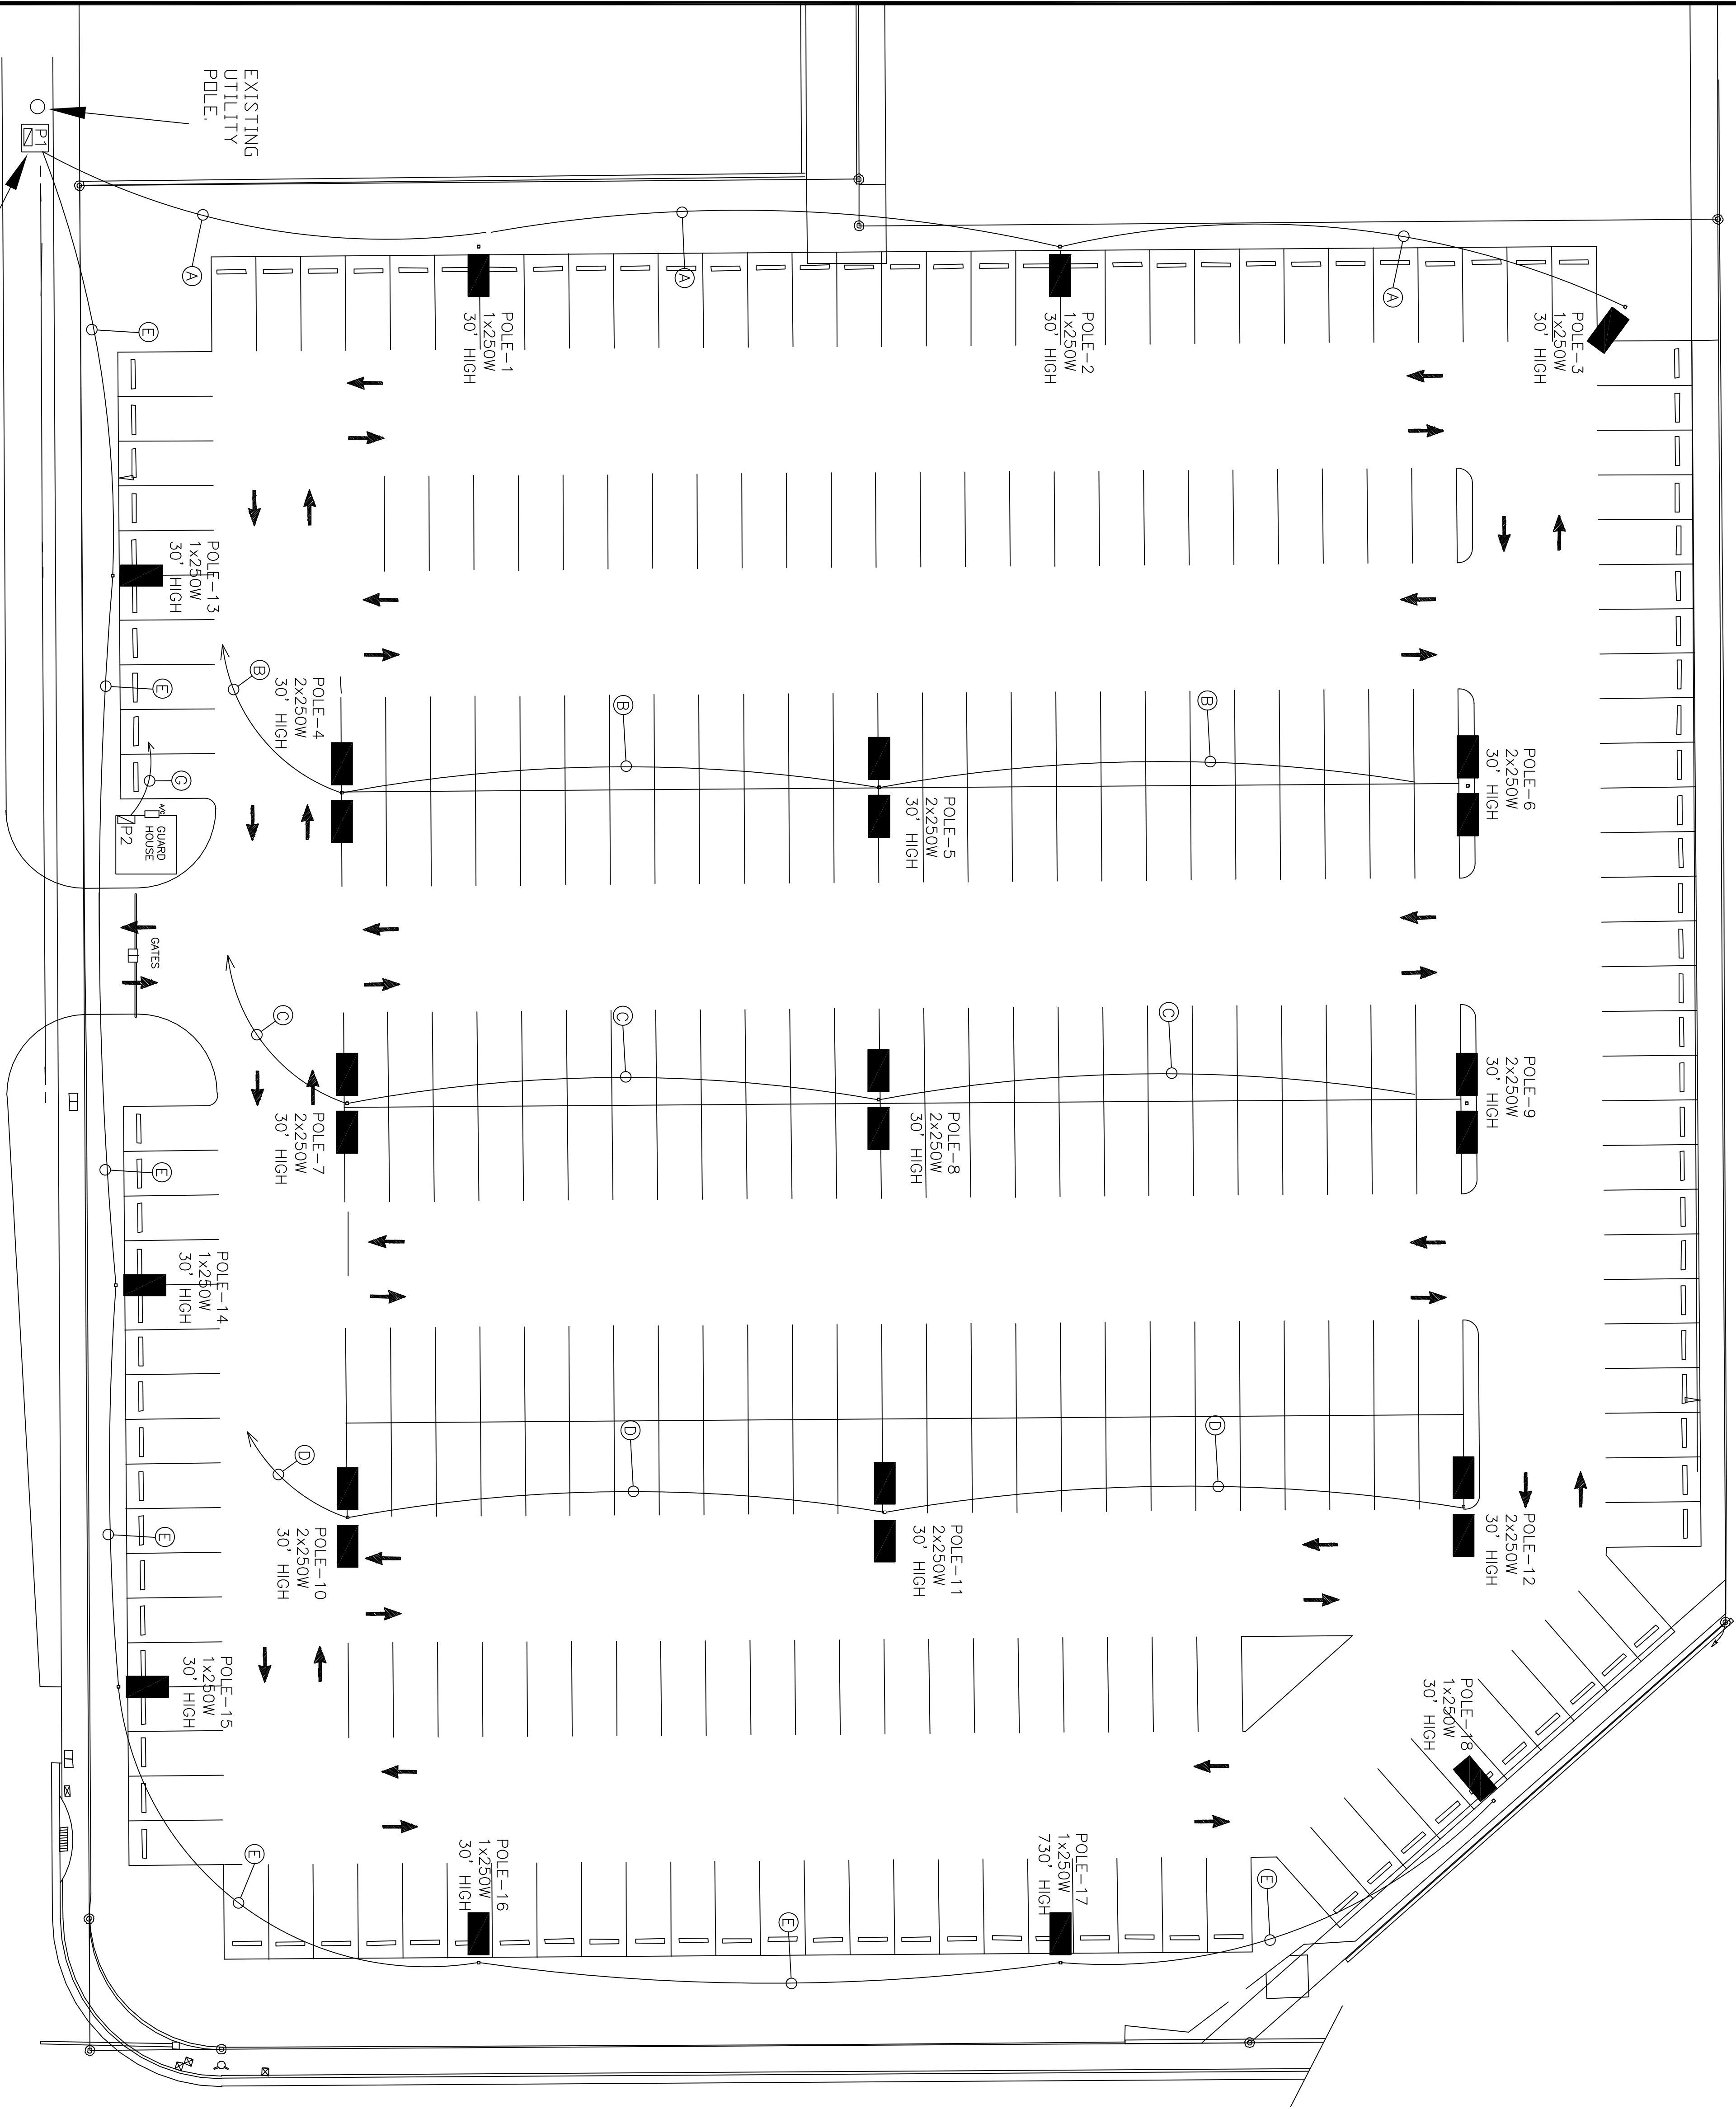 EXISTING
UTILITY
POLE.
P1
A
A
A
POLE-1
1x250W
30' HIGH
POLE-2
1x250W
30' HIGH
POLE-3
1x250W
30' HIGH
E
POLE-13
1x250W
30' HIGH
E
B
POLE-4
2x250W
30' HIGH
B
POLE-5
2x250W
30' HIGH
B
POLE-6
2x250W
30' HIGH
G
A/C
GUARD
HOUSE
P2
GATES
C
POLE-7
2x250W
30' HIGH
C
POLE-8
2x250W
30' HIGH
C
POLE-9
2x250W
30' HIGH
E
POLE-14
1x250W
30' HIGH
D
POLE-10
2x250W
30' HIGH
D
POLE-11
2x250W
30' HIGH
D
POLE-12
2x250W
30' HIGH
E
POLE-15
1x250W
30' HIGH
E
POLE-16
1x250W
30' HIGH
E
POLE-17
1x250W
730' HIGH
E
POLE-18
1x250W
30' HIGH